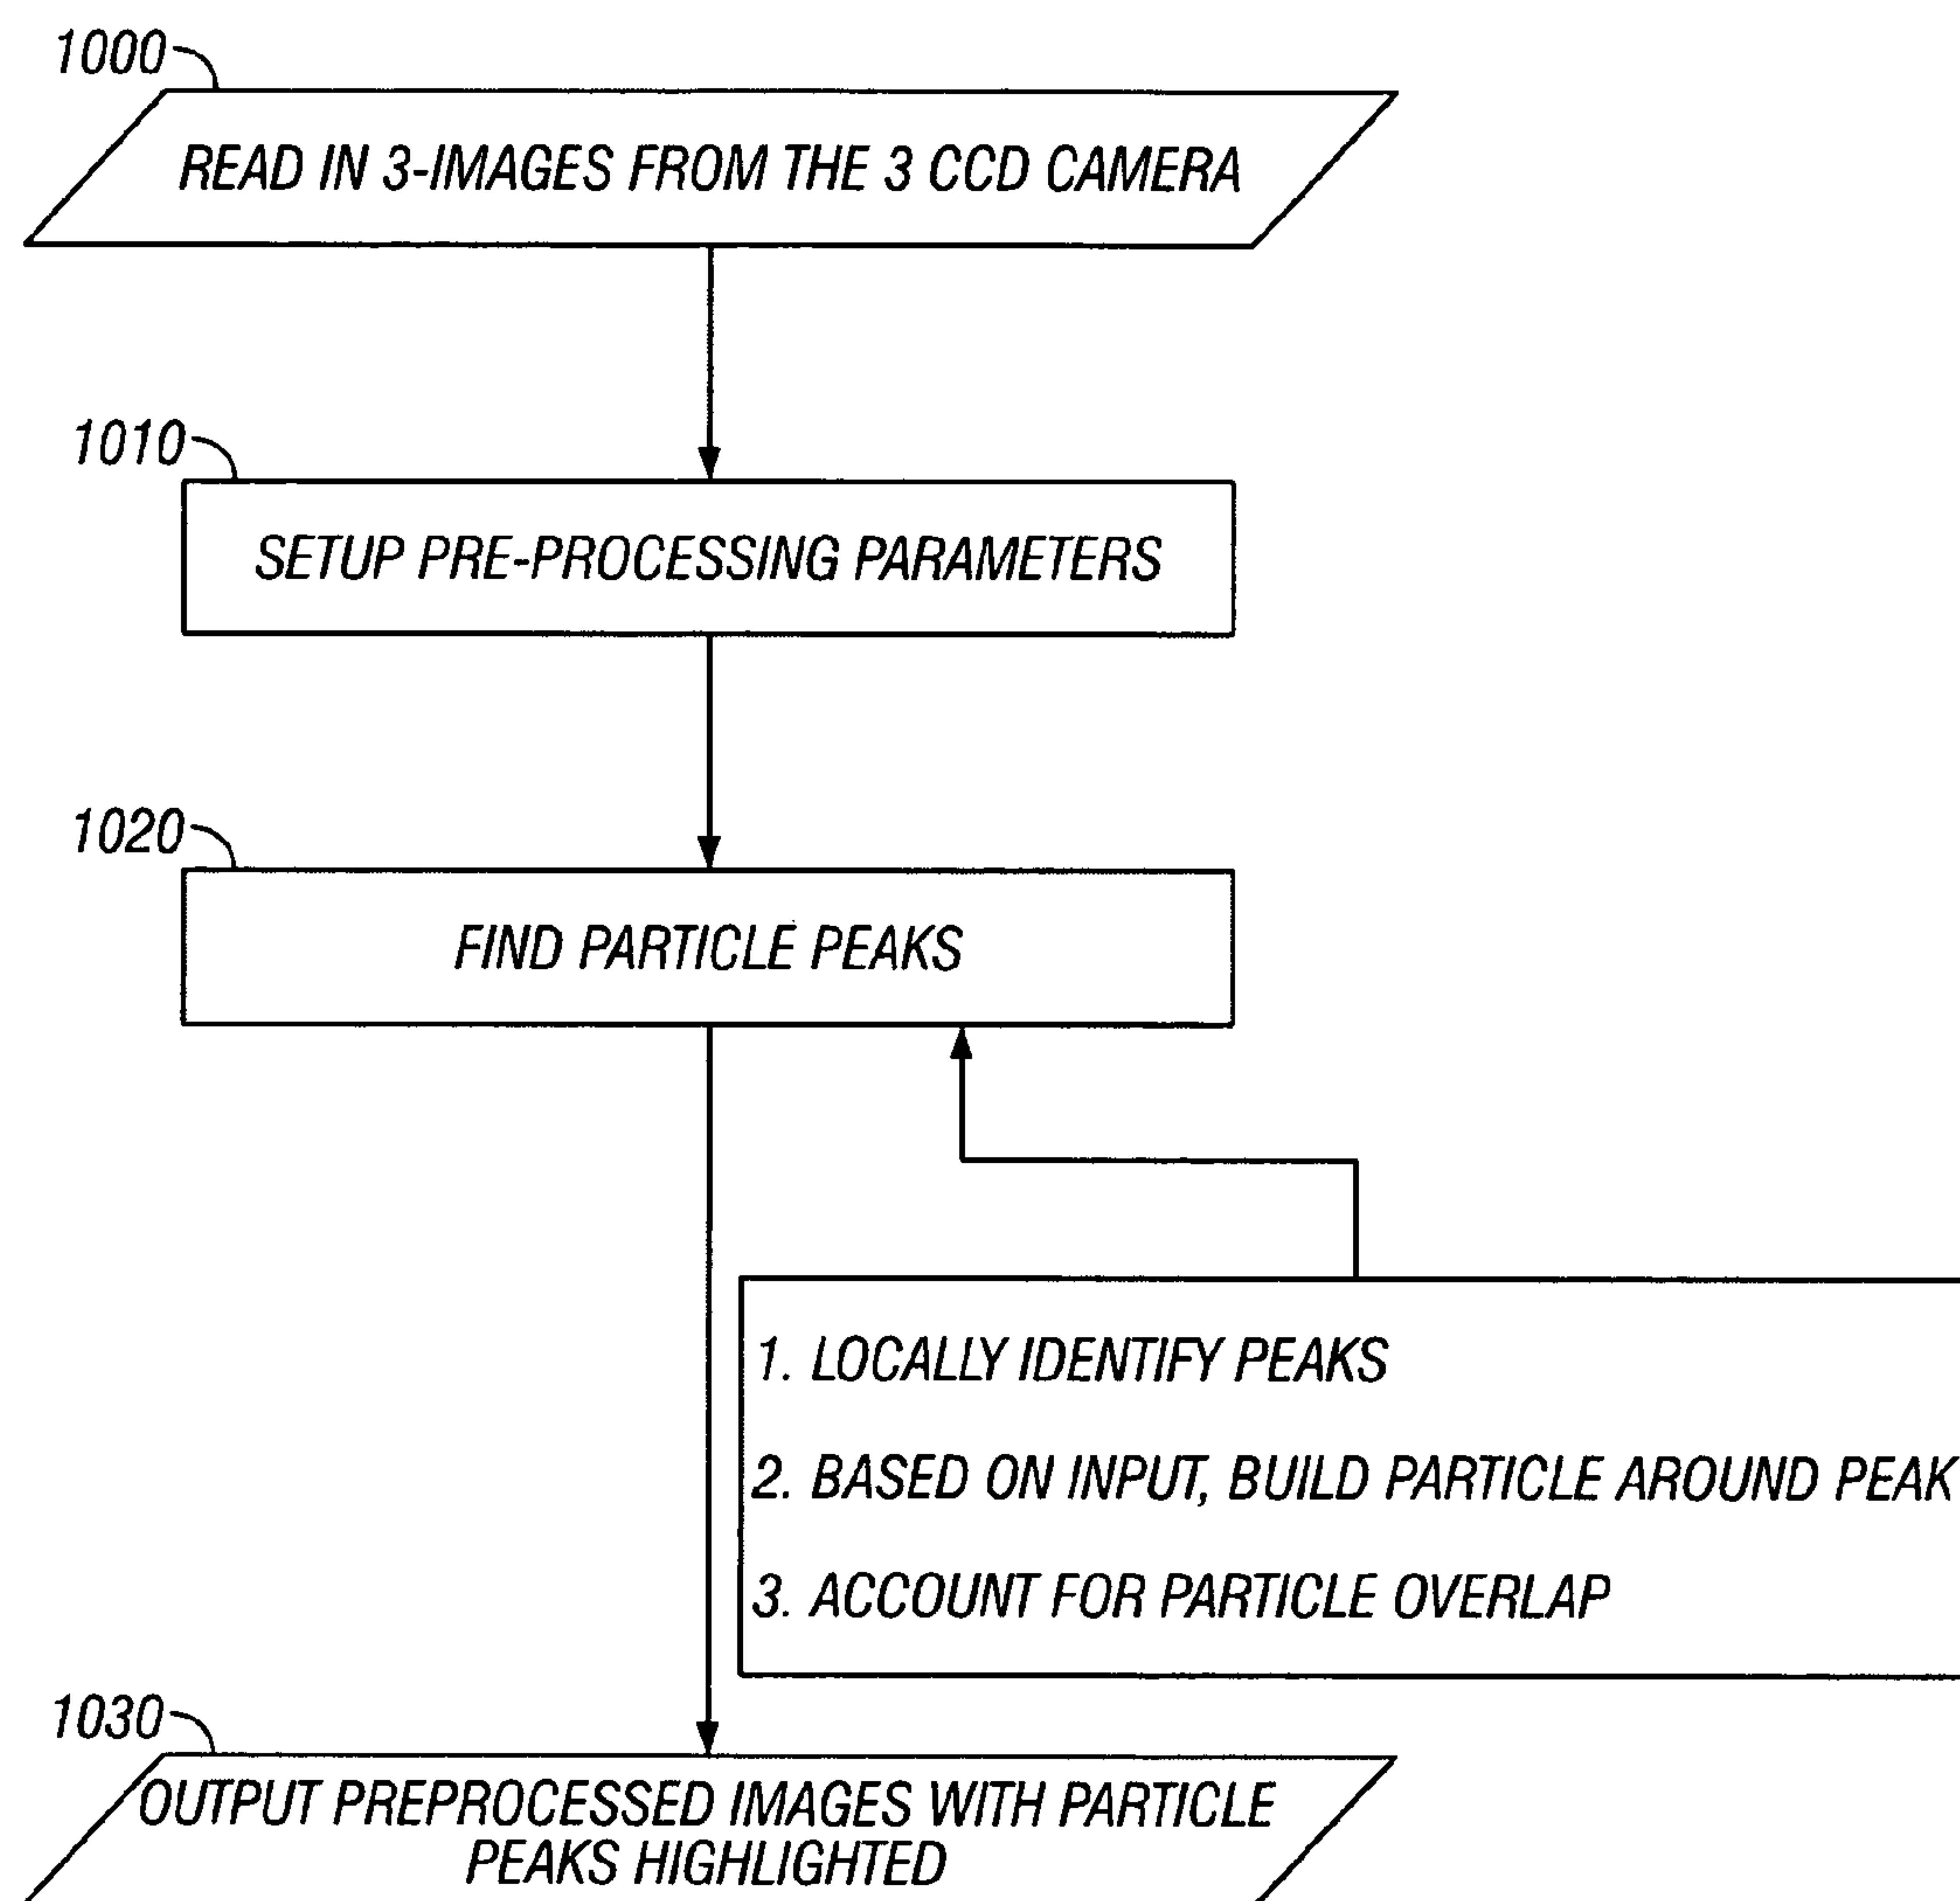 1000
READ IN 3-IMAGES FROM THE 3 CCD CAMERA
1010
SETUP PRE-PROCESSING PARAMETERS
1020
FIND PARTICLE PEAKS
1. LOCALLY IDENTIFY PEAKS
2. BASED ON INPUT, BUILD PARTICLE AROUND PEAK
3. ACCOUNT FOR PARTICLE OVERLAP
1030
OUTPUT PREPROCESSED IMAGES WITH PARTICLE
PEAKS HIGHLIGHTED